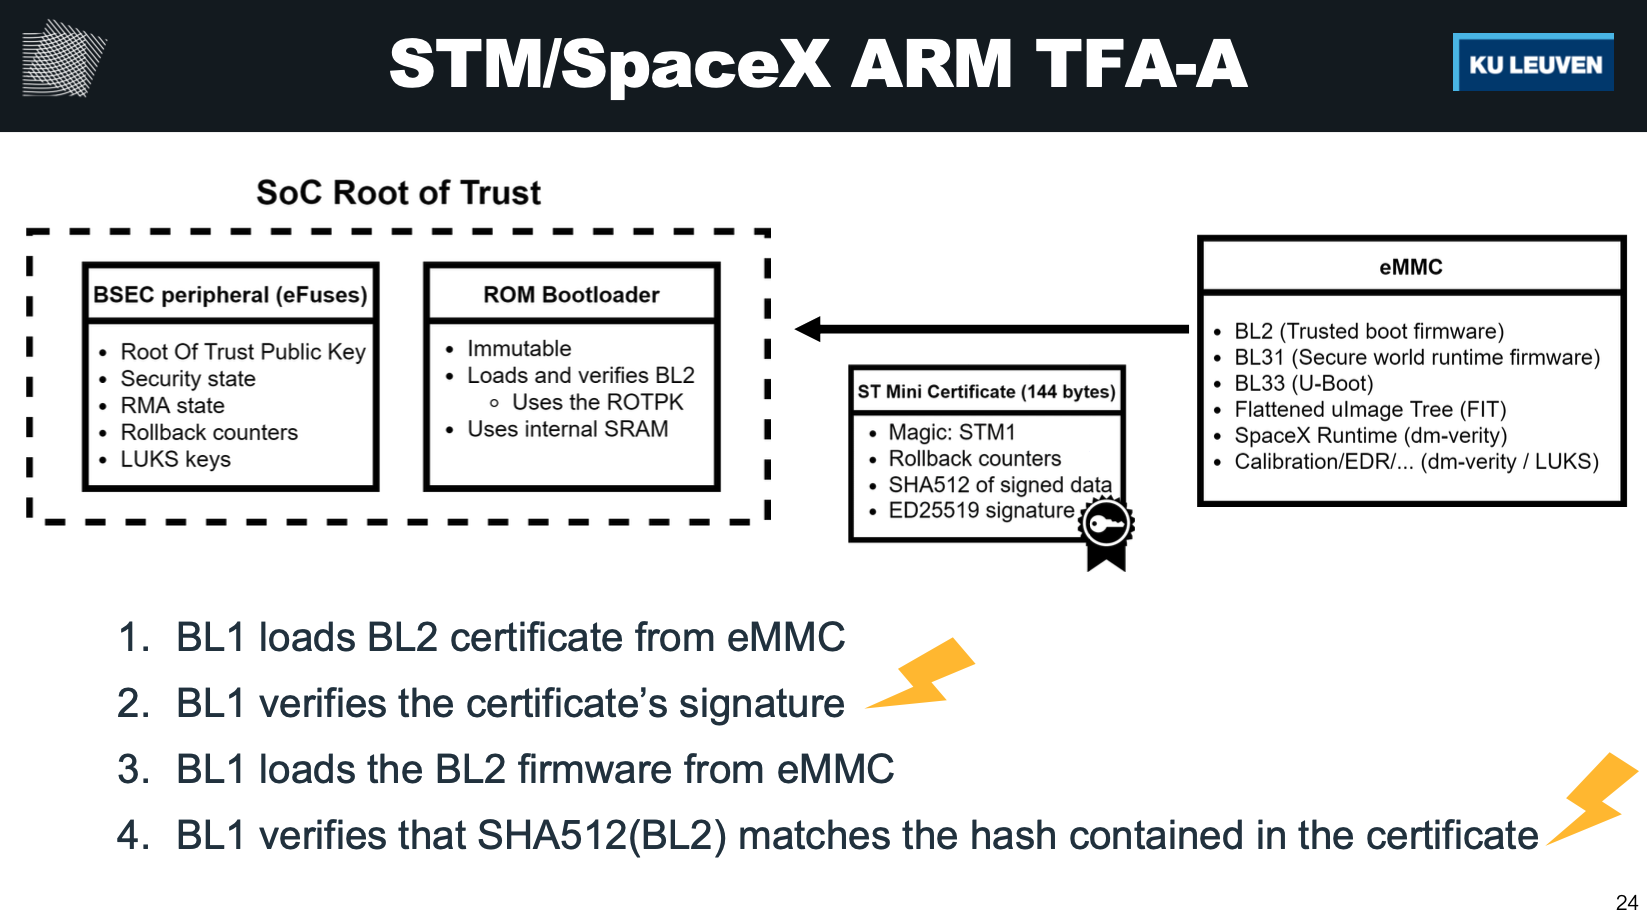 STM/SpaceX ARM TFA-A
KU LEUVEN
SoC Root of Trust
BSEC peripheral (eFuses)
Root Of Trust Public Key
Security state
RMA state
Rollback counters
LUKS keys
ROM Bootloader
Immutable
Loads and verifies BL2
Uses the ROTPK
Uses internal SRAM
ST Mini Certificate (144 bytes)
Magic: STM1
Rollback counters
SHA512 of signed data
ED25519 signature
eMMC
BL2 (Trusted boot firmware)
BL31 (Secure world runtime firmware)
BL33 (U-Boot)
Flattened uImage Tree (FIT)
SpaceX Runtime (dm-verity)
Calibration/EDR/... (dm-verity / LUKS)
1. BL1 loads BL2 certificate from eMMC
2. BL1 verifies the certificate’s signature
3. BL1 loads the BL2 firmware from eMMC
4. BL1 verifies that SHA512(BL2) matches the hash contained in the certificate
24